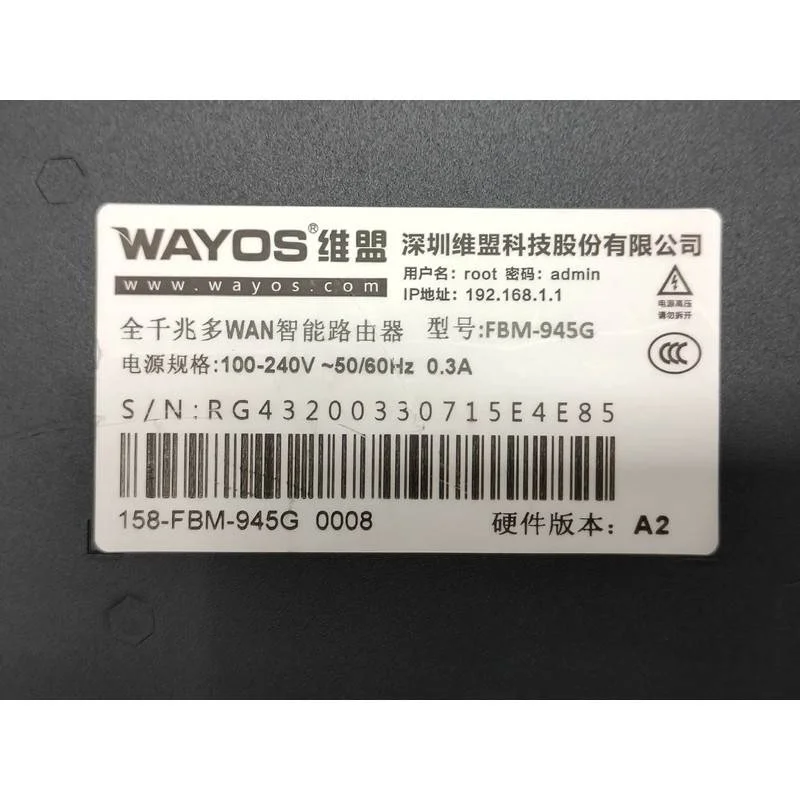 WAYOS®维盟 深圳维盟科技股份有限公司
www.wayos.com
用户名: root 密码: admin
IP地址: 192.168.1.1
电源高压
请勿拆开
全千兆多WAN智能路由器 型号:FBM-945G
CCC
电源规格:100-240V ~50/60Hz 0.3A
S/N:RG43200330715E4E85
158-FBM-945G 0008 硬件版本: A2